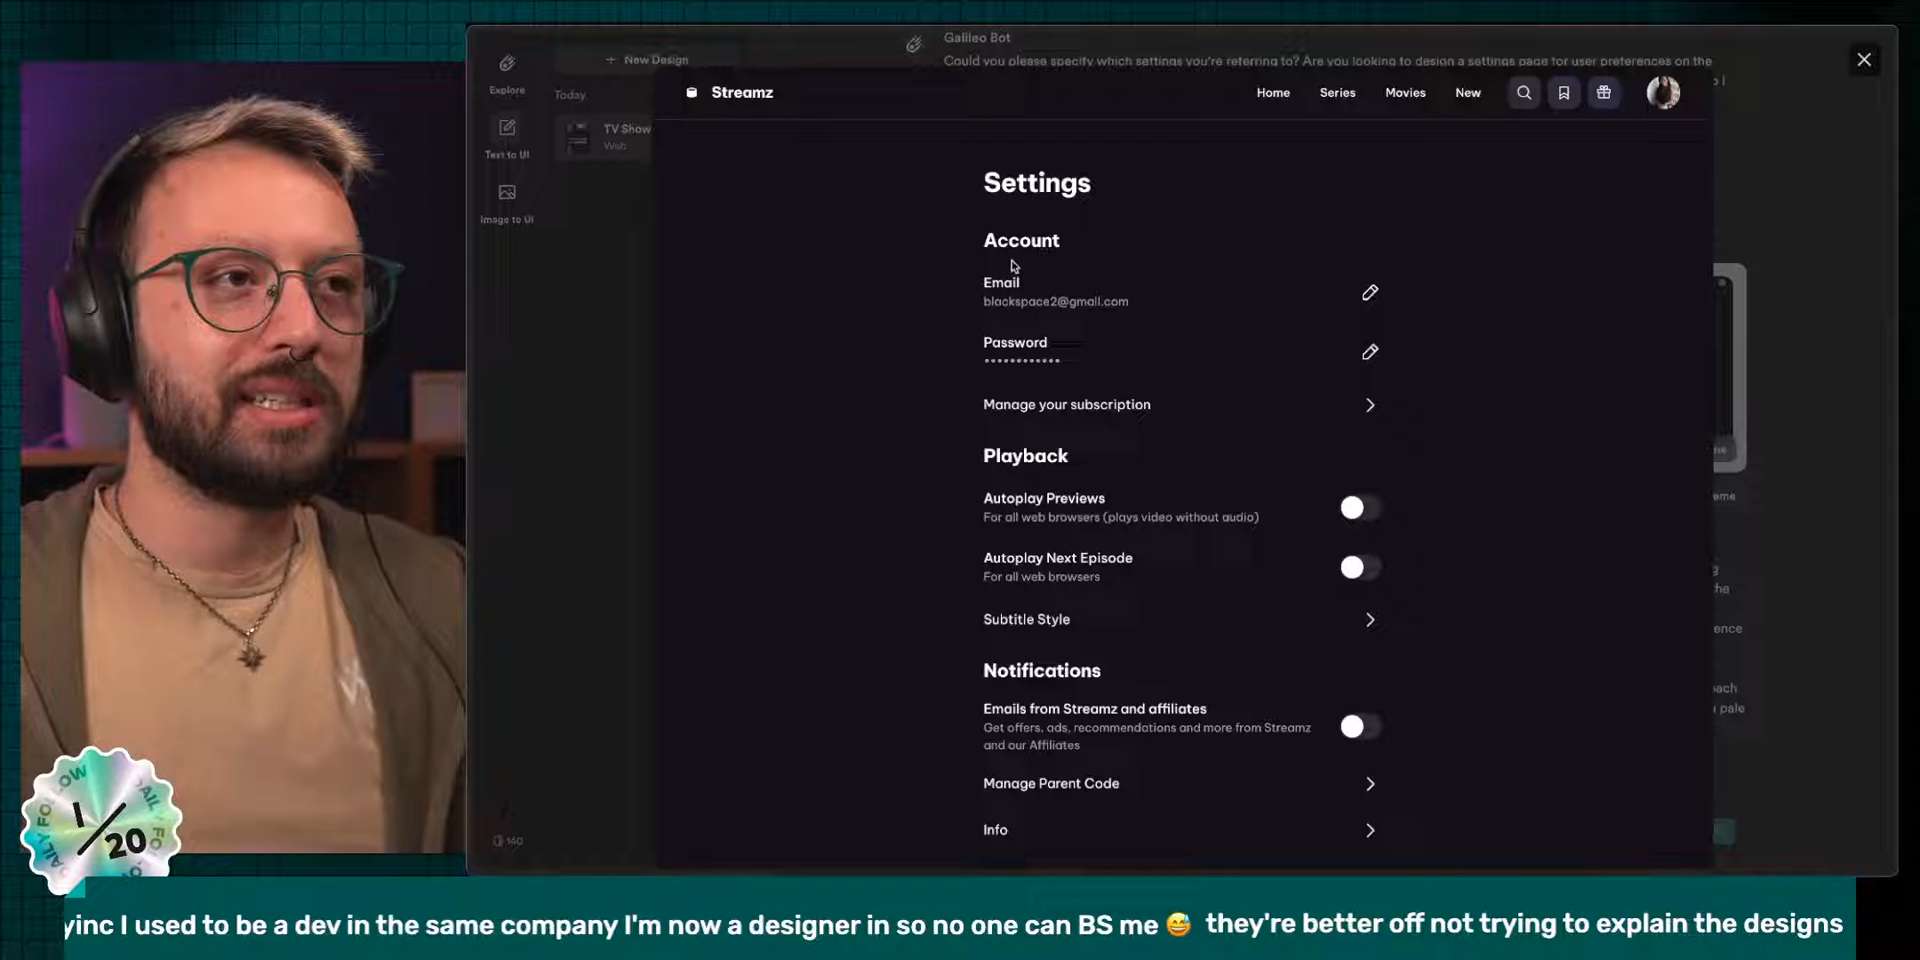 Galileo Bot
Could you please specify which settings you're referring to? Are you looking to design a settings page for user preferences on the
New Design
Explore
Today
Streamz
Home
Series
Movies
New
TV Show
Web
Text to UI
Image to UI
Settings
Account
Email
blackspace2@gmail.com
Password
Manage your subscription
Playback
Autoplay Previews
For all web browsers (plays video without audio)
Autoplay Next Episode
For all web browsers
Subtitle Style
Notifications
Emails from Streamz and affiliates
Get offers, ads, recommendations and more from Streamz
and our Affiliates
Manage Parent Code
Info
140
1/20
yinc I used to be a dev in the same company I'm now a designer in so no one can BS me 😅 they're better off not trying to explain the designs